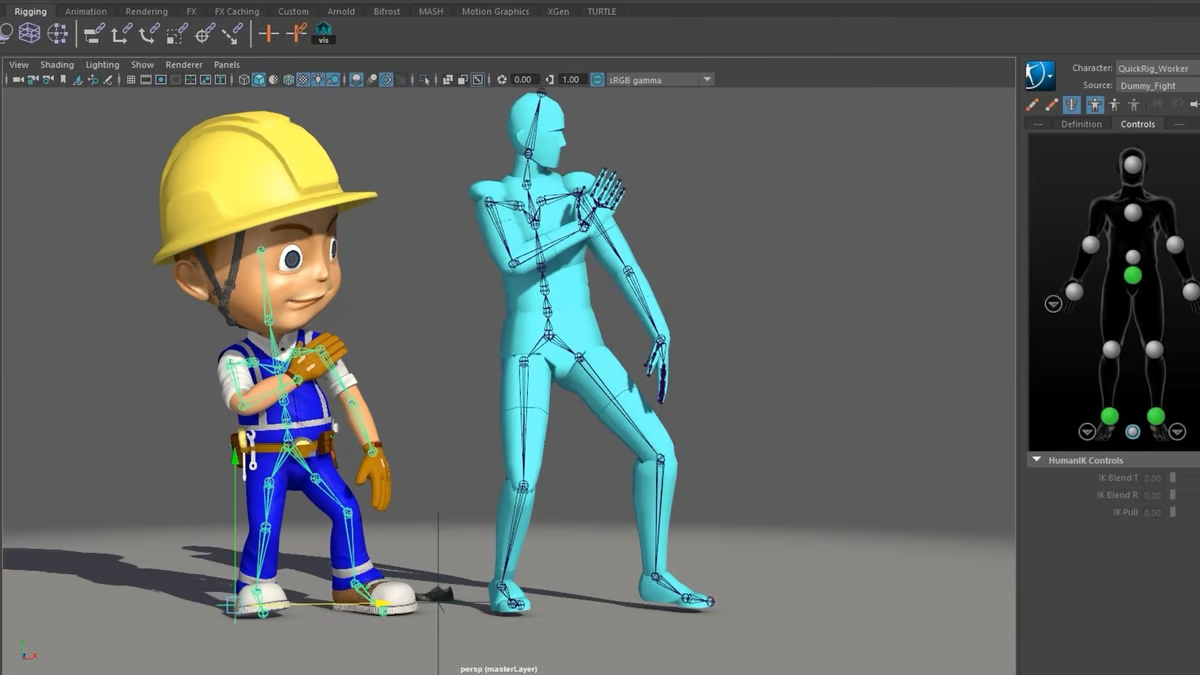 Rigging Animation Rendering FX FX Caching Custom Arnold Bifrost MASH Motion Graphics XGen TURTLE
vis
View Shading Lighting Show Renderer Panels
0.00 1.00 sRGB gamma
Character: QuickRig_Worker
Source: Dummy_Fight
--- Definition Controls ---
HumanIK Controls
IK Blend T 0.00
IK Blend R 0.00
IK Pull 0.00
persp (masterLayer)